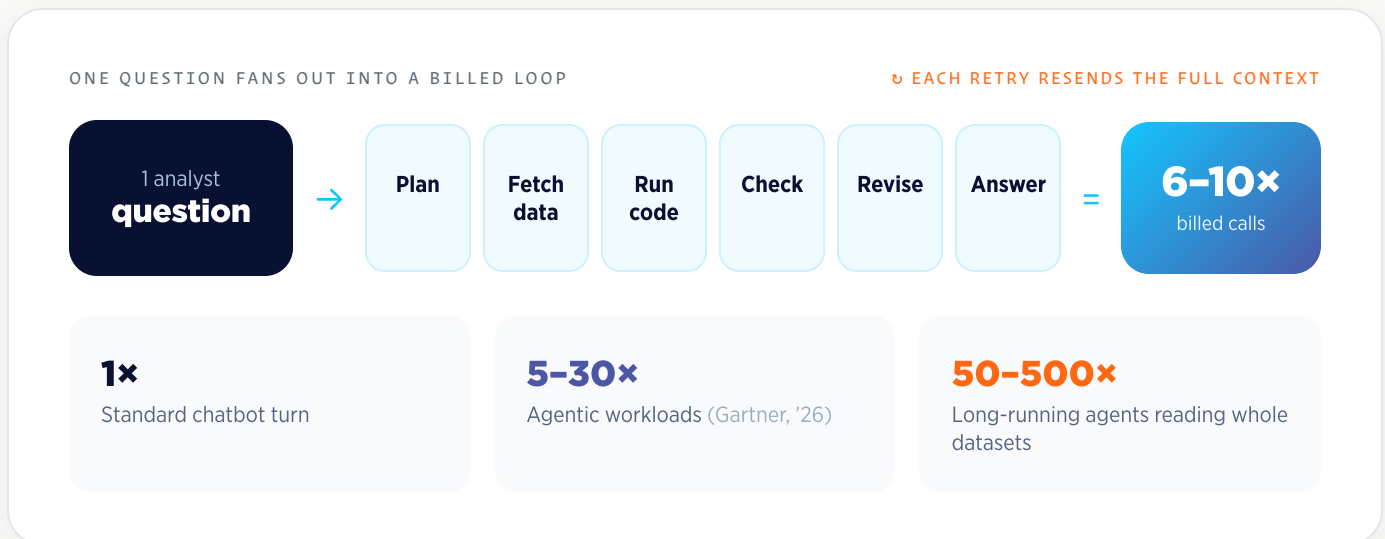 ONE QUESTION FANS OUT INTO A BILLED LOOP
↻ EACH RETRY RESENDS THE FULL CONTEXT
1 analyst
question
→
Plan
Fetch
data
Run
code
Check
Revise
Answer
=
6–10×
billed calls
1×
Standard chatbot turn
5–30×
Agentic workloads (Gartner, ’26)
50–500×
Long-running agents reading whole
datasets